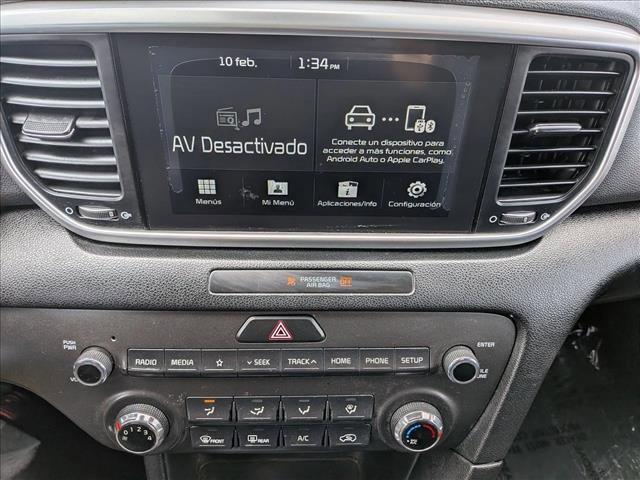 10 feb. 1:34 PM
AV Desactivado
Conecte un dispositivo para
acceder a más funciones, como
Android Auto o Apple CarPlay.
Menús Mi Menú Aplicaciones/Info Configuración
PASSENGER
AIR BAG OFF
PUSH
PWR
ENTER
RADIO MEDIA SEEK TRACK HOME PHONE SETUP
FRONT REAR A/C